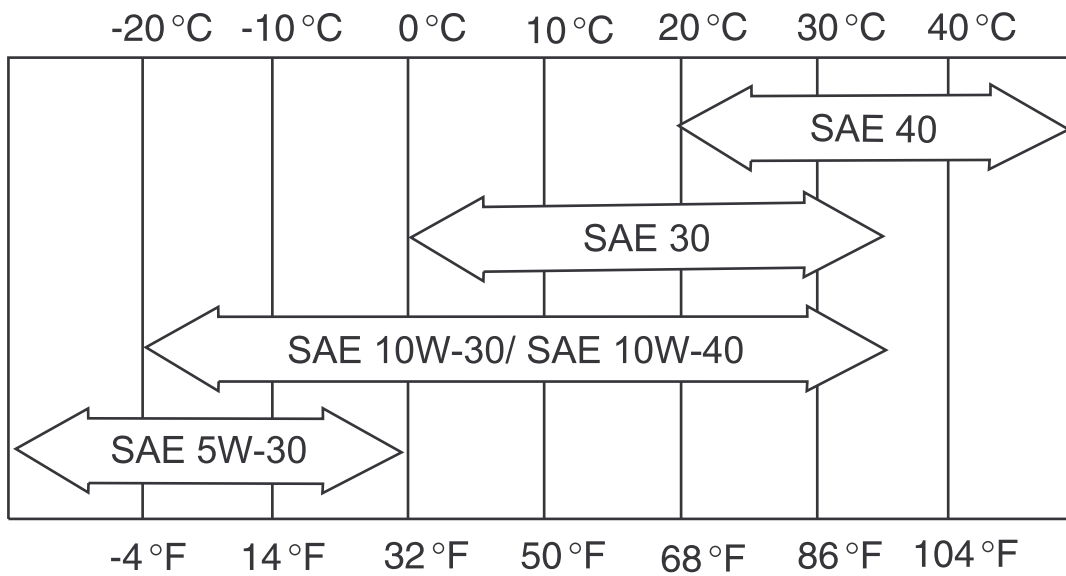 -20 °C -10 °C 0 °C 10 °C 20 °C 30 °C 40 °C
SAE 40
SAE 30
SAE 10W-30/ SAE 10W-40
SAE 5W-30
-4 °F 14 °F 32 °F 50 °F 68 °F 86 °F 104 °F